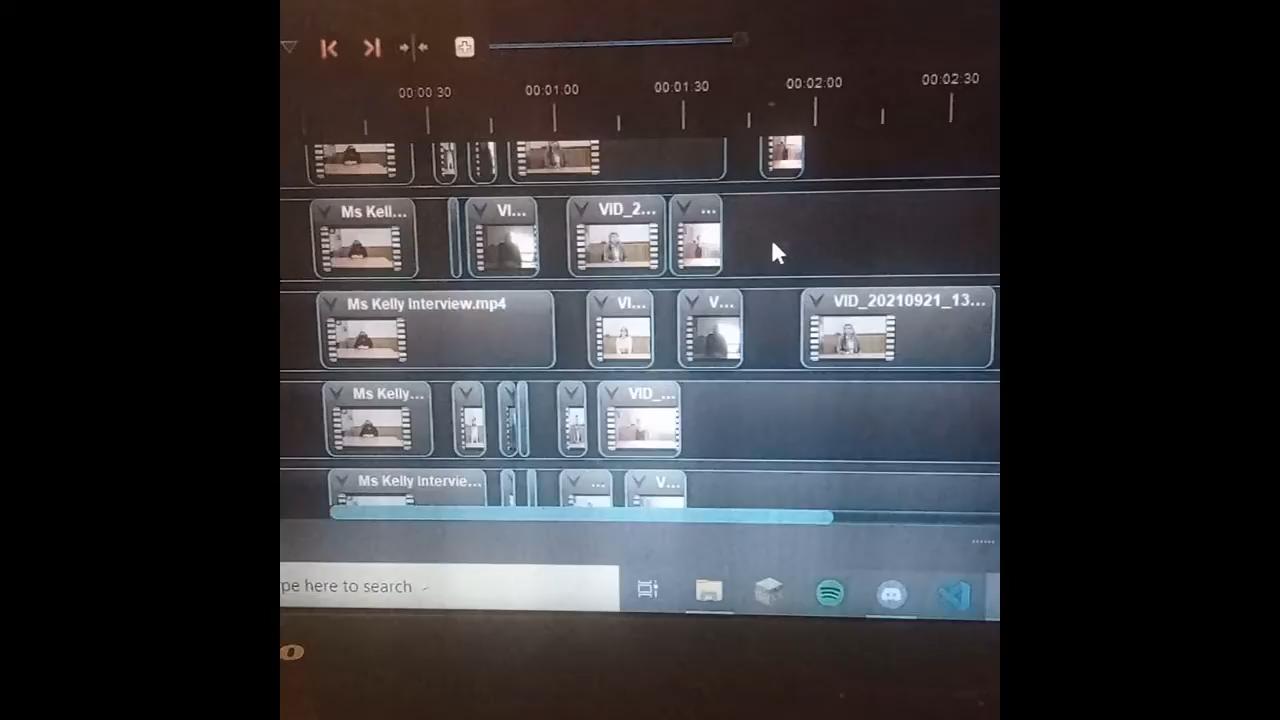 00:00:30 00:01:00 00:01:30 00:02:00 00:02:30
Ms Kell... VI... VID_2... ...
Ms Kelly Interview.mp4 VI... V... VID_20210921_13...
Ms Kelly... VID_...
Ms Kelly Intervie... ... V...
pe here to search
o